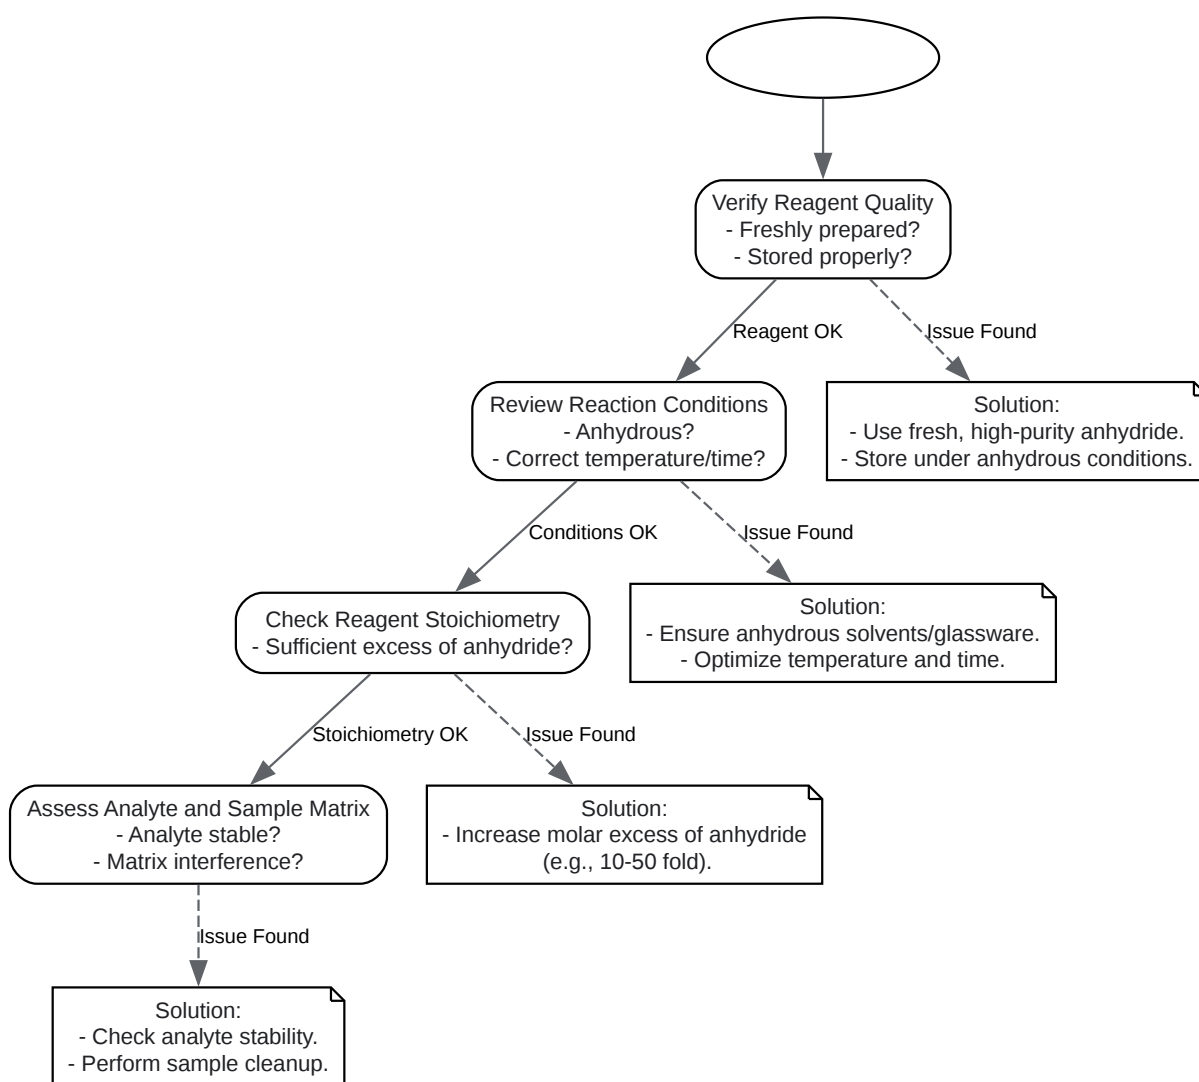 Verify Reagent Quality
- Freshly prepared?
- Stored properly?
Reagent OK
Issue Found
Review Reaction Conditions
- Anhydrous?
- Correct temperature/time?
Solution:
- Use fresh, high-purity anhydride.
- Store under anhydrous conditions.
Conditions OK
Issue Found
Check Reagent Stoichiometry
- Sufficient excess of anhydride?
Solution:
- Ensure anhydrous solvents/glassware.
- Optimize temperature and time.
Stoichiometry OK
Issue Found
Assess Analyte and Sample Matrix
- Analyte stable?
- Matrix interference?
Solution:
- Increase molar excess of anhydride
(e.g., 10-50 fold).
Issue Found
Solution:
- Check analyte stability.
- Perform sample cleanup.